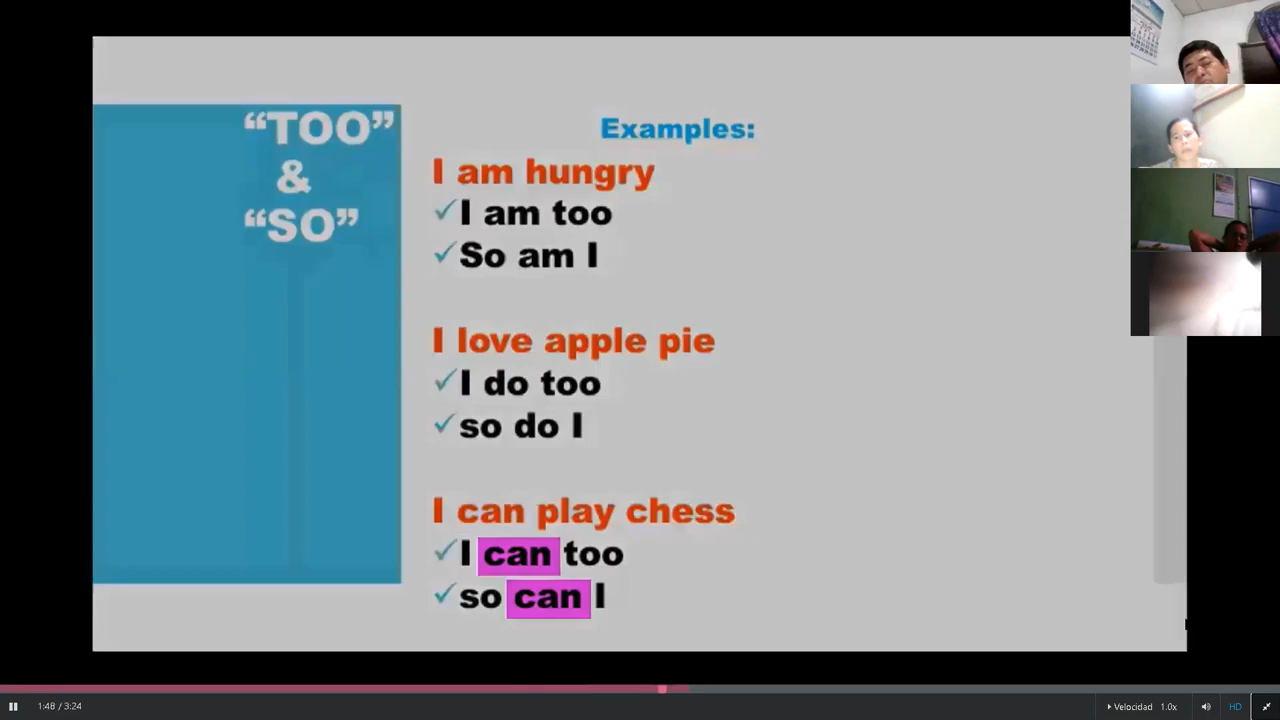 “TOO”
&
“SO”
Examples:
I am hungry
I am too
So am I
I love apple pie
I do too
so do I
I can play chess
I can too
so can I
1:48 / 3:24
Velocidad 1.0x
HD